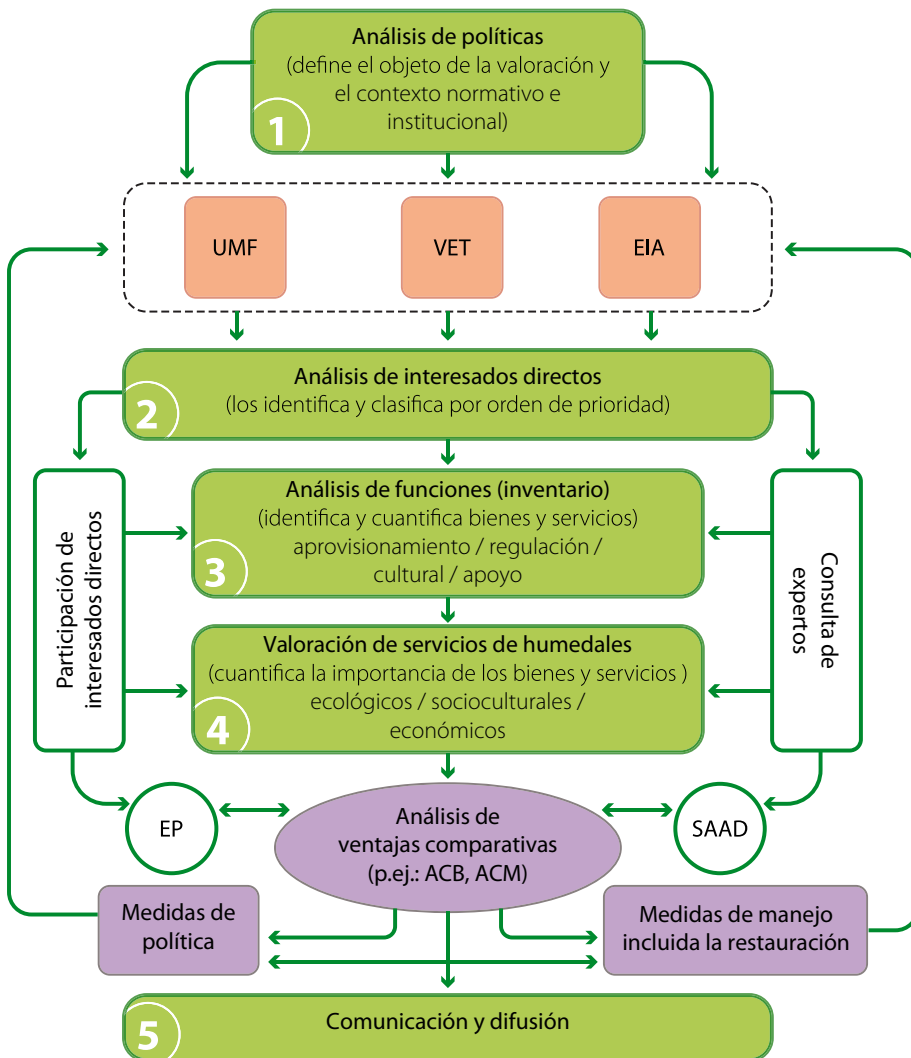 Análisis de políticas
(define el objeto de la valoración y
el contexto normativo e
institucional)
1
UMF
VET
EIA
Análisis de interesados directos
(los identifica y clasifica por orden de prioridad)
2
Participación de
interesados directos
Análisis de funciones (inventario)
(identifica y cuantifica bienes y servicios)
aprovisionamiento / regulación /
cultural / apoyo
3
Consulta de
expertos
Valoración de servicios de humedales
(cuantifica la importancia de los bienes y servicios )
ecológicos / socioculturales /
económicos
4
EP
Análisis de
ventajas comparativas
(p.ej.: ACB, ACM)
SAAD
Medidas de
política
Medidas de manejo
incluida la restauración
5
Comunicación y difusión